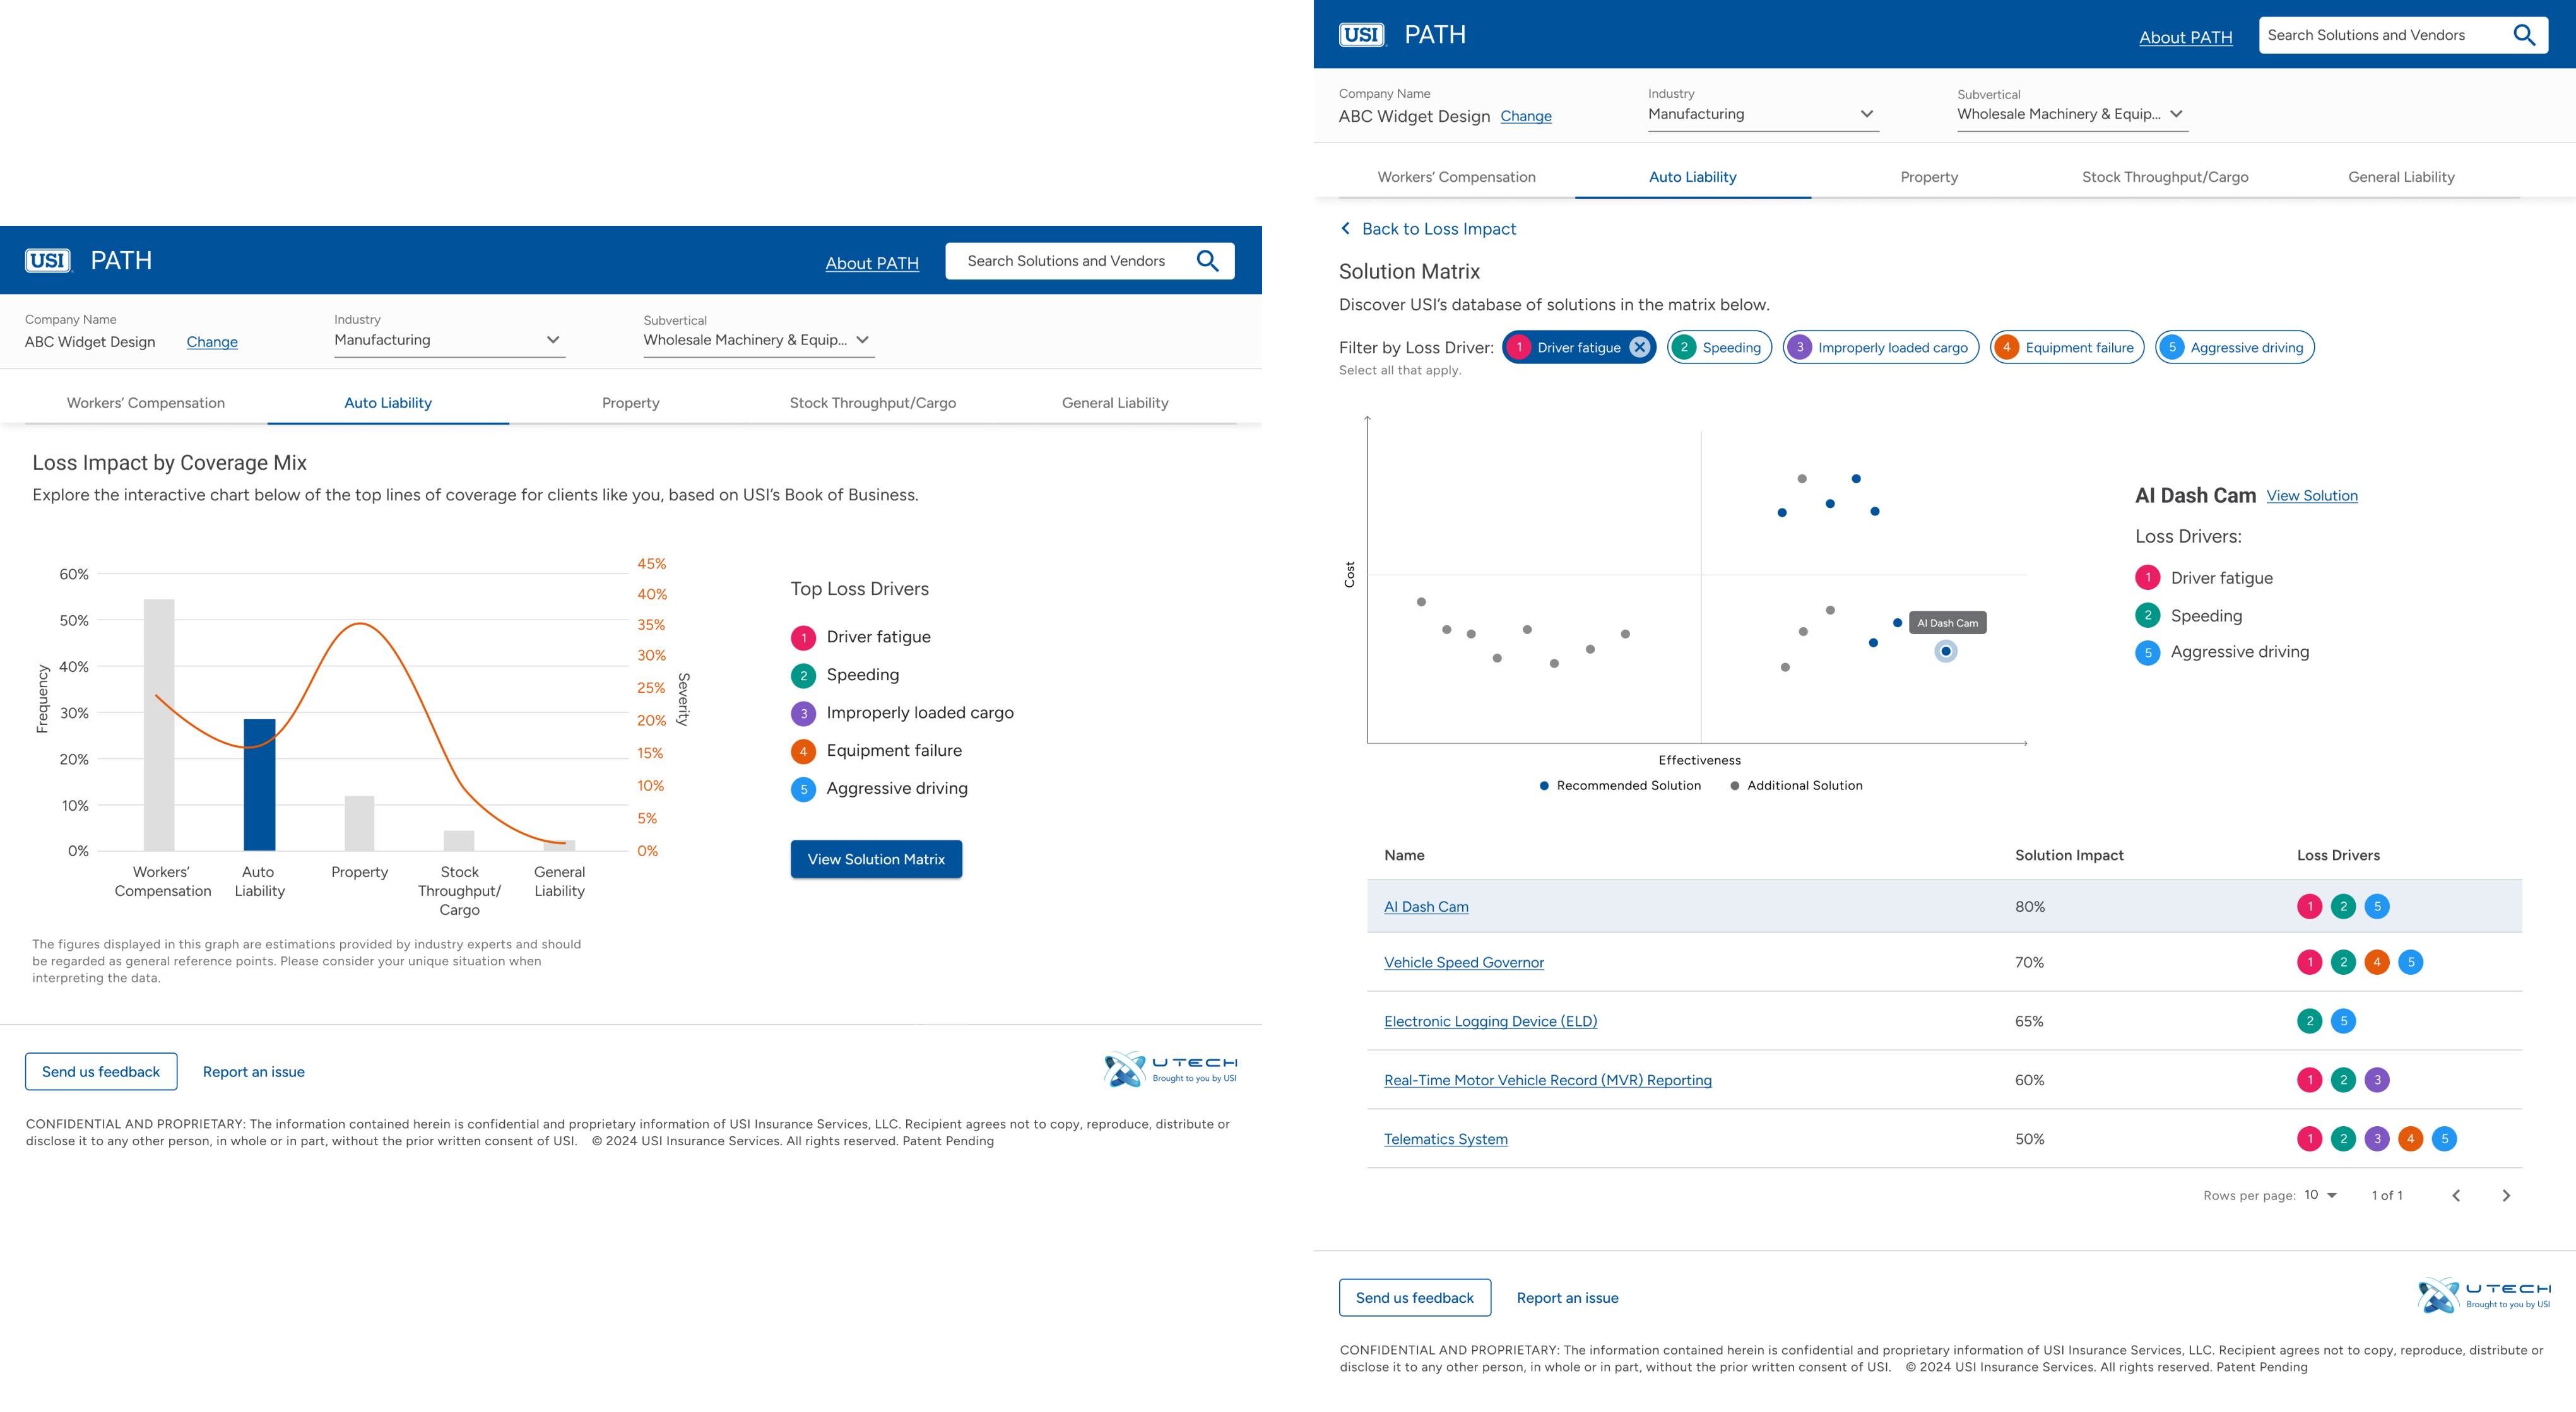 USI PATH About PATH Search Solutions and Vendors
Company Name Industry Subvertical
ABC Widget Design Change Manufacturing Wholesale Machinery & Equip...
Workers' Compensation Auto Liability Property Stock Throughput/Cargo General Liability
Loss Impact by Coverage Mix
Explore the interactive chart below of the top lines of coverage for clients like you, based on USI's Book of Business.
Frequency
60%
50%
40%
30%
20%
10%
0%
45%
40%
35%
30%
25%
20%
15%
10%
5%
0%
Severity
Workers'
Compensation
Auto
Liability
Property
Stock
Throughput/
Cargo
General
Liability
Top Loss Drivers
1 Driver fatigue
2 Speeding
3 Improperly loaded cargo
4 Equipment failure
5 Aggressive driving
View Solution Matrix
The figures displayed in this graph are estimations provided by industry experts and should
be regarded as general reference points. Please consider your unique situation when
interpreting the data.
Send us feedback Report an issue
UTECH
Brought to you by USI
CONFIDENTIAL AND PROPRIETARY: The information contained herein is confidential and proprietary information of USI Insurance Services, LLC. Recipient agrees not to copy, reproduce, distribute or
disclose it to any other person, in whole or in part, without the prior written consent of USI. © 2024 USI Insurance Services. All rights reserved. Patent Pending
USI PATH About PATH Search Solutions and Vendors
Company Name Industry Subvertical
ABC Widget Design Change Manufacturing Wholesale Machinery & Equip...
Workers' Compensation Auto Liability Property Stock Throughput/Cargo General Liability
Back to Loss Impact
Solution Matrix
Discover USI's database of solutions in the matrix below.
Filter by Loss Driver: 1 Driver fatigue 2 Speeding 3 Improperly loaded cargo 4 Equipment failure 5 Aggressive driving
Select all that apply.
Cost
AI Dash Cam
Effectiveness
Recommended Solution Additional Solution
AI Dash Cam View Solution
Loss Drivers:
1 Driver fatigue
2 Speeding
5 Aggressive driving
Name Solution Impact Loss Drivers
AI Dash Cam 80% 1 2 5
Vehicle Speed Governor 70% 1 2 4 5
Electronic Logging Device (ELD) 65% 2 5
Real-Time Motor Vehicle Record (MVR) Reporting 60% 1 2 3
Telematics System 50% 1 2 3 4 5
Rows per page: 10 1 of 1
Send us feedback Report an issue
UTECH
Brought to you by USI
CONFIDENTIAL AND PROPRIETARY: The information contained herein is confidential and proprietary information of USI Insurance Services, LLC. Recipient agrees not to copy, reproduce, distribute or
disclose it to any other person, in whole or in part, without the prior written consent of USI. © 2024 USI Insurance Services. All rights reserved. Patent Pending